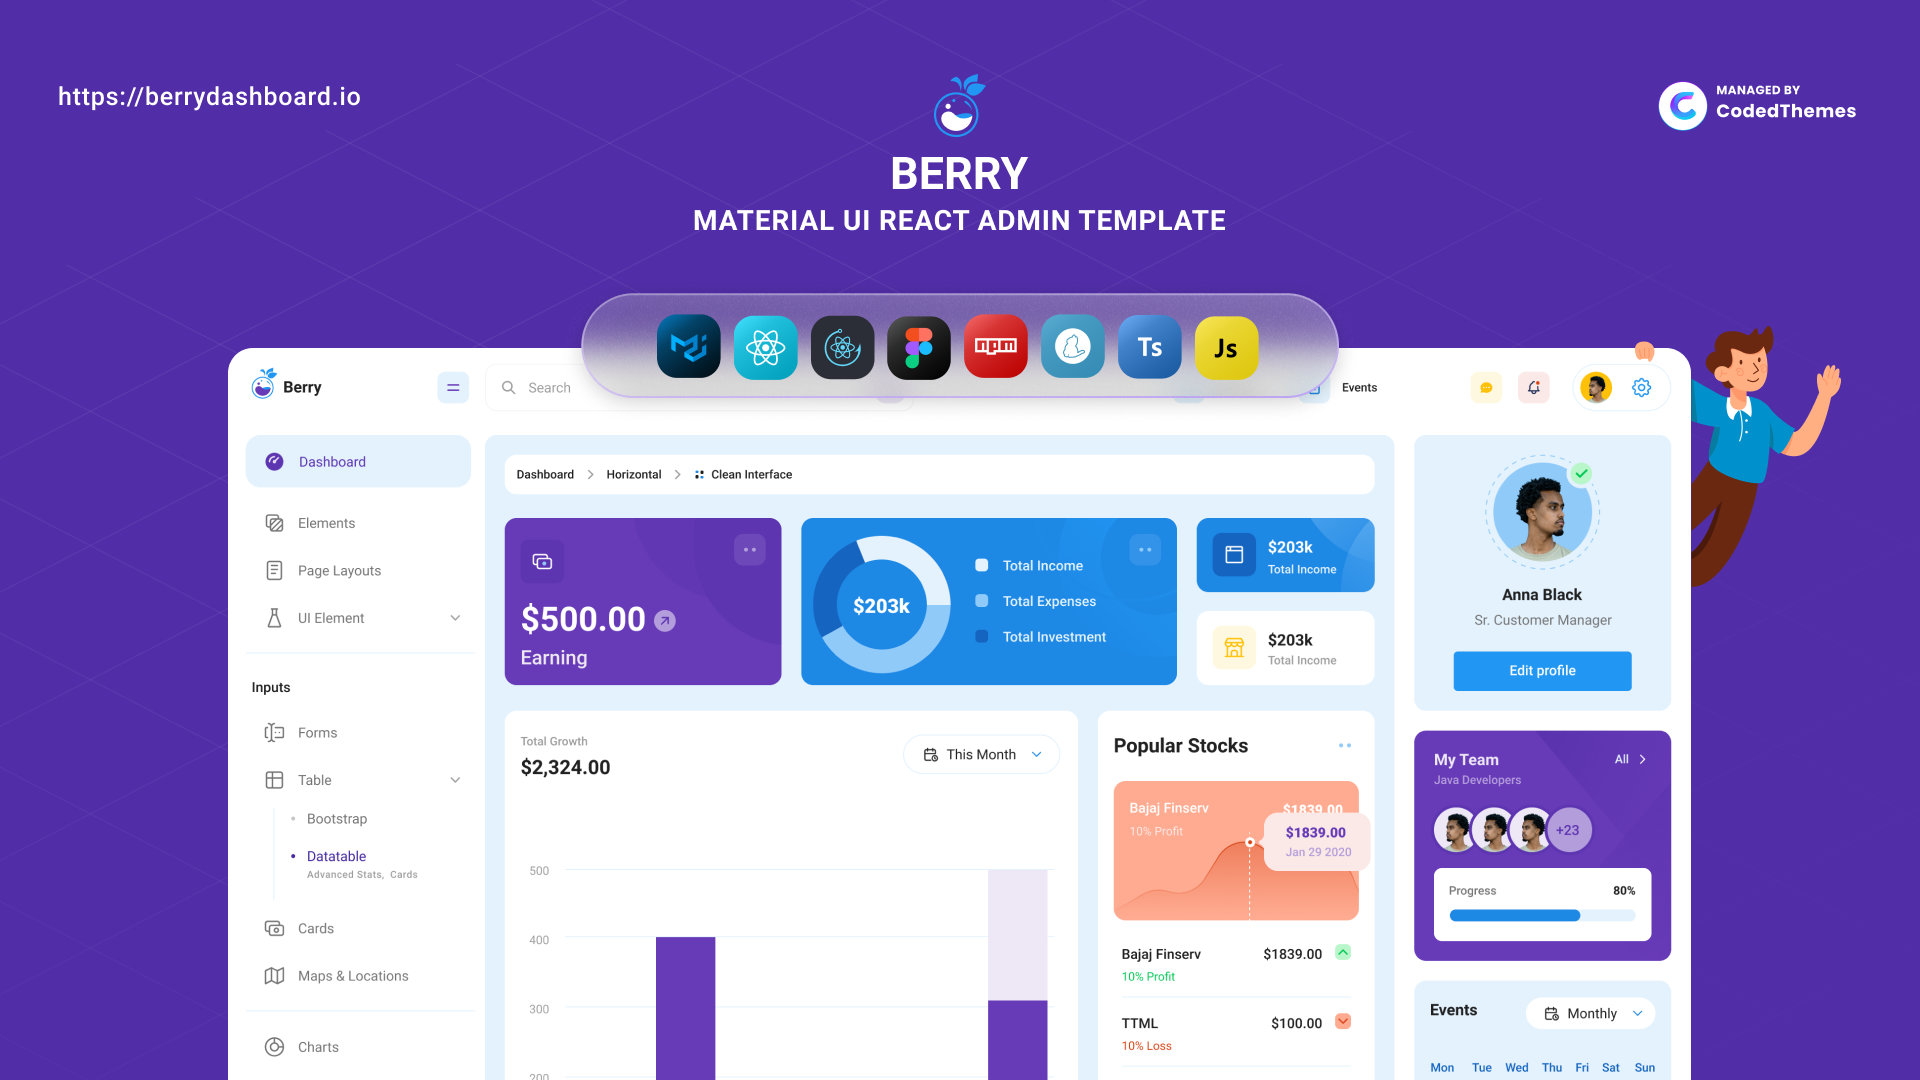 https://berrydashboard.io
MANAGED BY
CodedThemes
BERRY
MATERIAL UI REACT ADMIN TEMPLATE
npm
Ts
Js
Berry
Search
Events
Dashboard
Elements
Page Layouts
UI Element
Inputs
Forms
Table
Bootstrap
Datatable
Advanced Stats, Cards
Cards
Maps & Locations
Charts
Dashboard
Horizontal
Clean Interface
$500.00
Earning
$203k
Total Income
Total Expenses
Total Investment
$203k
Total Income
$203k
Total Income
Total Growth
$2,324.00
This Month
500
400
300
200
Popular Stocks
Bajaj Finserv
$1839.00
10% Profit
$1839.00
Jan 29 2020
Bajaj Finserv
$1839.00
10% Profit
TTML
$100.00
10% Loss
Anna Black
Sr. Customer Manager
Edit profile
My Team
All
Java Developers
+23
Progress
80%
Events
Monthly
Mon Tue Wed Thu Fri Sat Sun